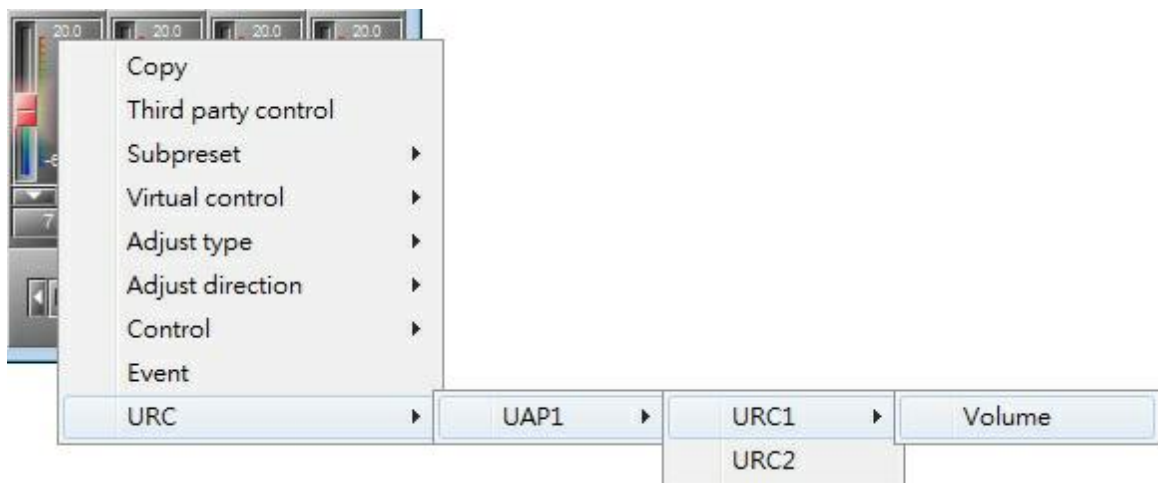 20.0 20.0 20.0 20.0
Copy
Third party control
Subpreset
Virtual control
Adjust type
Adjust direction
Control
Event
URC UAP1 URC1 Volume
URC2
7